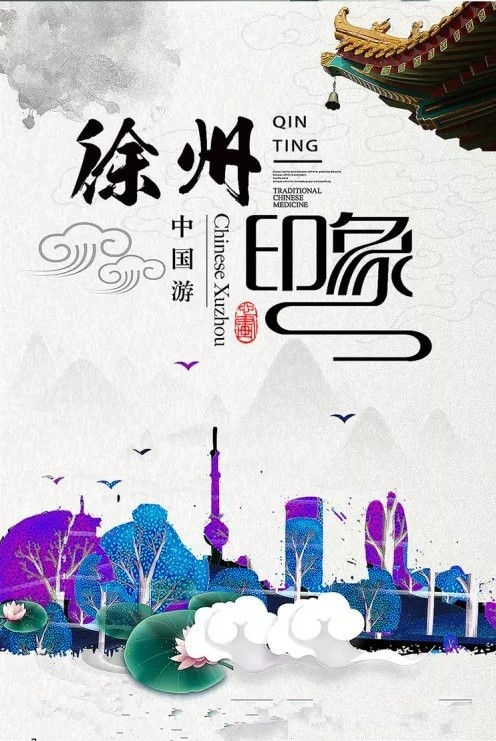 徐州
QIN
TING
TRADITIONAL
CHINESE
MEDICINE
印象
中国游
Chinese Xuzhou